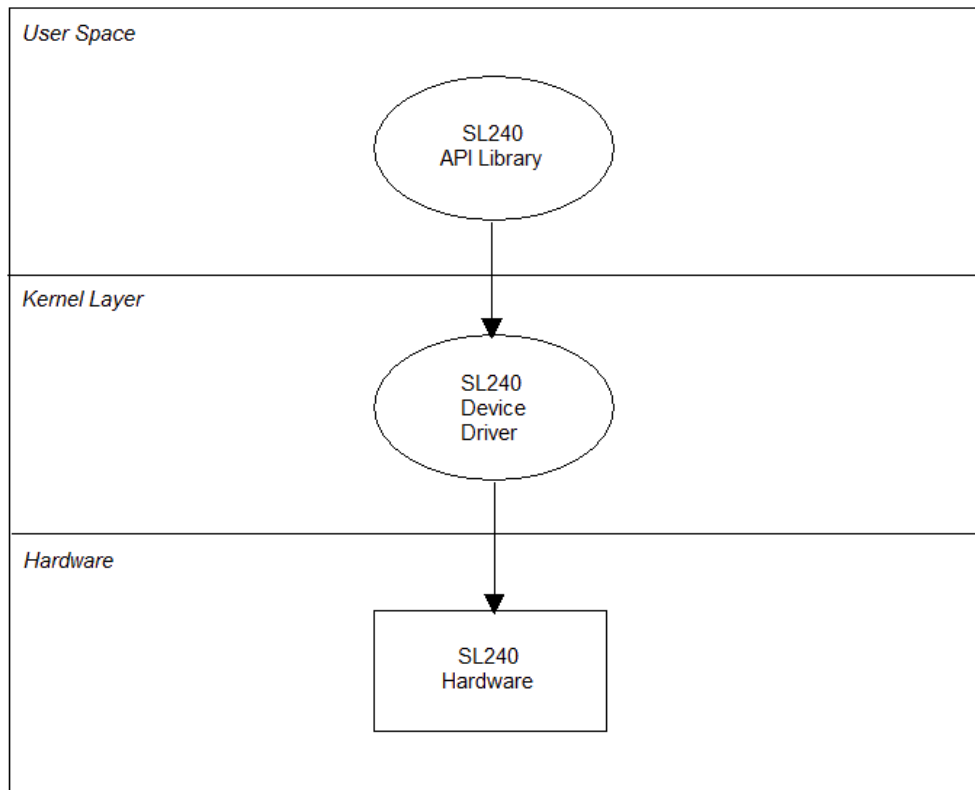 User Space
SL240
API Library
Kernel Layer
SL240
Device
Driver
Hardware
SL240
Hardware